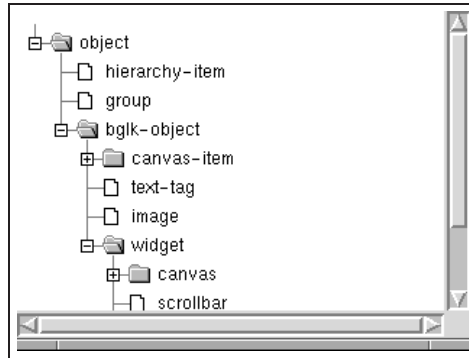 object
hierarchy-item
group
bglk-object
canvas-item
text-tag
image
widget
canvas
scrollbar